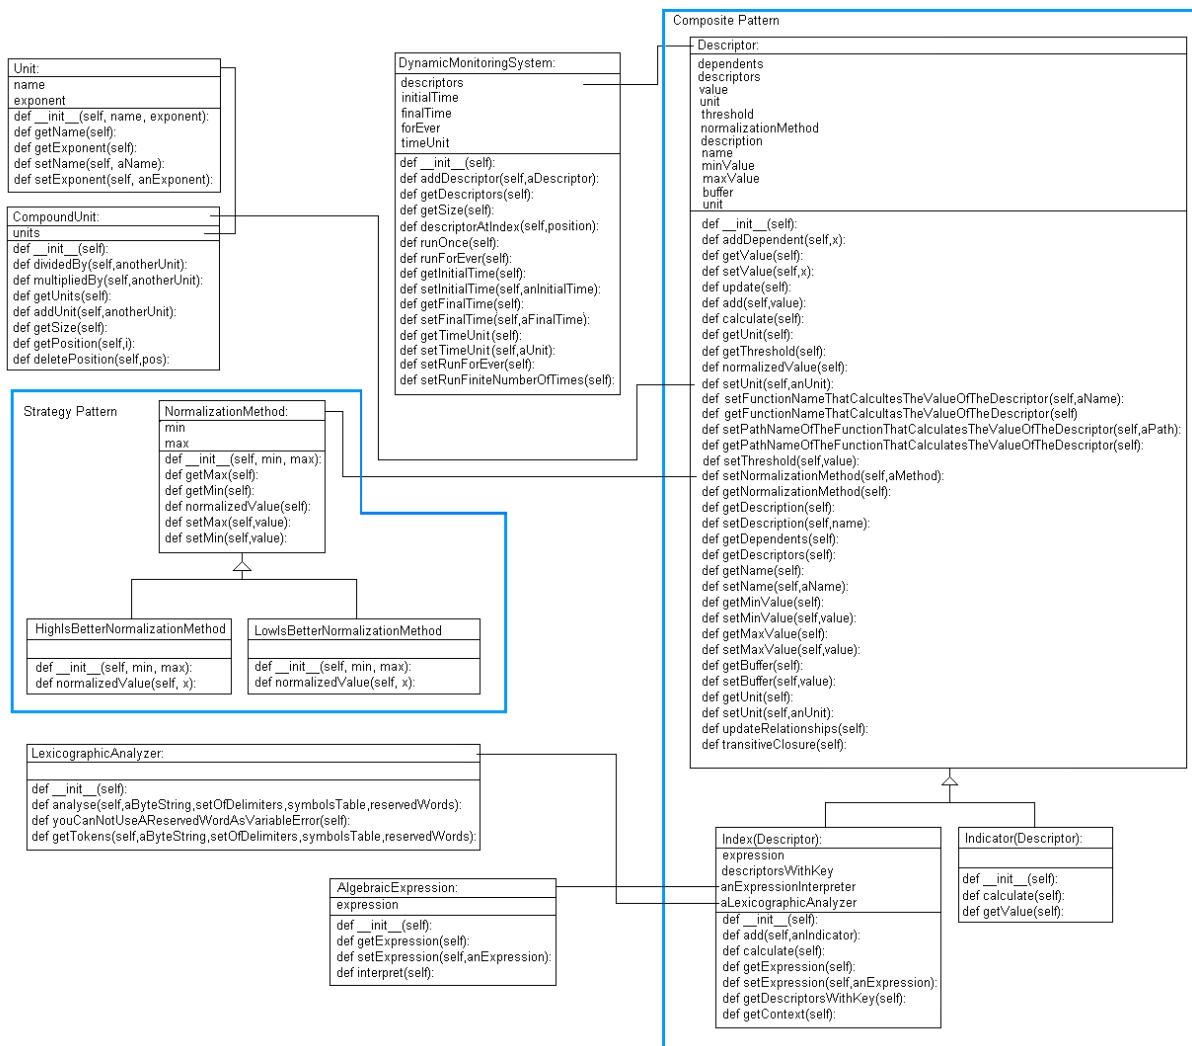 Composite Pattern
Unit:
name
exponent
def __init__(self, name, exponent):
def getName(self):
def getExponent(self):
def setName(self, aName):
def setExponent(self, anExponent):
CompoundUnit:
units
def __init__(self):
def dividedBy(self,anotherUnit):
def multipliedBy(self,anotherUnit):
def getUnits(self):
def addUnit(self,anotherUnit):
def getSize(self):
def getPosition(self,i):
def deletePosition(self,pos):
DynamicMonitoringSystem:
descriptors
initialTime
finalTime
forEver
timeUnit
def __init__(self):
def addDescriptor(self,aDescriptor):
def getDescriptors(self):
def getSize(self):
def descriptorAtIndex(self,position):
def runOnce(self):
def runForEver(self):
def getInitialTime(self):
def setInitialTime(self,anInitialTime):
def getFinalTime(self):
def setFinalTime(self,aFinalTime):
def getTimeUnit(self):
def setTimeUnit(self,aUnit):
def setRunForEver(self):
def setRunFiniteNumberOfTimes(self):
Descriptor:
dependents
descriptors
value
unit
threshold
normalizationMethod
description
name
minValue
maxValue
buffer
unit
def __init__(self):
def addDependent(self,x):
def getValue(self):
def setValue(self,x):
def update(self):
def add(self,value):
def calculate(self):
def getUnit(self):
def getThreshold(self):
def normalizedValue(self):
def setUnit(self,anUnit):
def setFunctionNameThatCalcultesTheValueOfTheDescriptor(self,aName):
def getFunctionNameThatCalcultasTheValueOfTheDescriptor(self)
def setPathNameOfTheFunctionThatCalculatesTheValueOfTheDescriptor(self,aPath):
def getPathNameOfTheFunctionThatCalculatesTheValueOfTheDescriptor(self):
def setThreshold(self,value):
def setNormalizationMethod(self,aMethod):
def getNormalizationMethod(self):
def getDescription(self):
def setDescription(self,name):
def getDependents(self):
def getDescriptors(self):
def getName(self):
def setName(self,aName):
def getMinValue(self):
def setMinValue(self,value):
def getMaxValue(self):
def setMaxValue(self,value):
def getBuffer(self):
def setBuffer(self,value):
def getUnit(self):
def setUnit(self,anUnit):
def updateRelationships(self):
def transitiveClosure(self):
Strategy Pattern
NormalizationMethod:
min
max
def __init__(self, min, max):
def getMax(self):
def getMin(self):
def normalizedValue(self):
def setMax(self,value):
def setMin(self,value):
HighIsBetterNormalizationMethod
def __init__(self, min, max):
def normalizedValue(self, x):
LowIsBetterNormalizationMethod
def __init__(self, min, max):
def normalizedValue(self, x):
LexicographicAnalyzer:
def __init__(self):
def analyse(self,aByteString,setOfDelimiters,symbolsTable,reservedWords):
def youCanNotUseAReservedWordAsVariableError(self):
def getTokens(self,aByteString,setOfDelimiters,symbolsTable,reservedWords):
AlgebraicExpression:
expression
def __init__(self):
def getExpression(self):
def setExpression(self,anExpression):
def interpret(self):
Index(Descriptor):
expression
descriptorsWithKey
anExpressionInterpreter
aLexicographicAnalyzer
def __init__(self):
def add(self,anIndicator):
def calculate(self):
def getExpression(self):
def setExpression(self,anExpression):
def getDescriptorsWithKey(self):
def getContext(self):
Indicator(Descriptor):
def __init__(self):
def calculate(self):
def getValue(self):